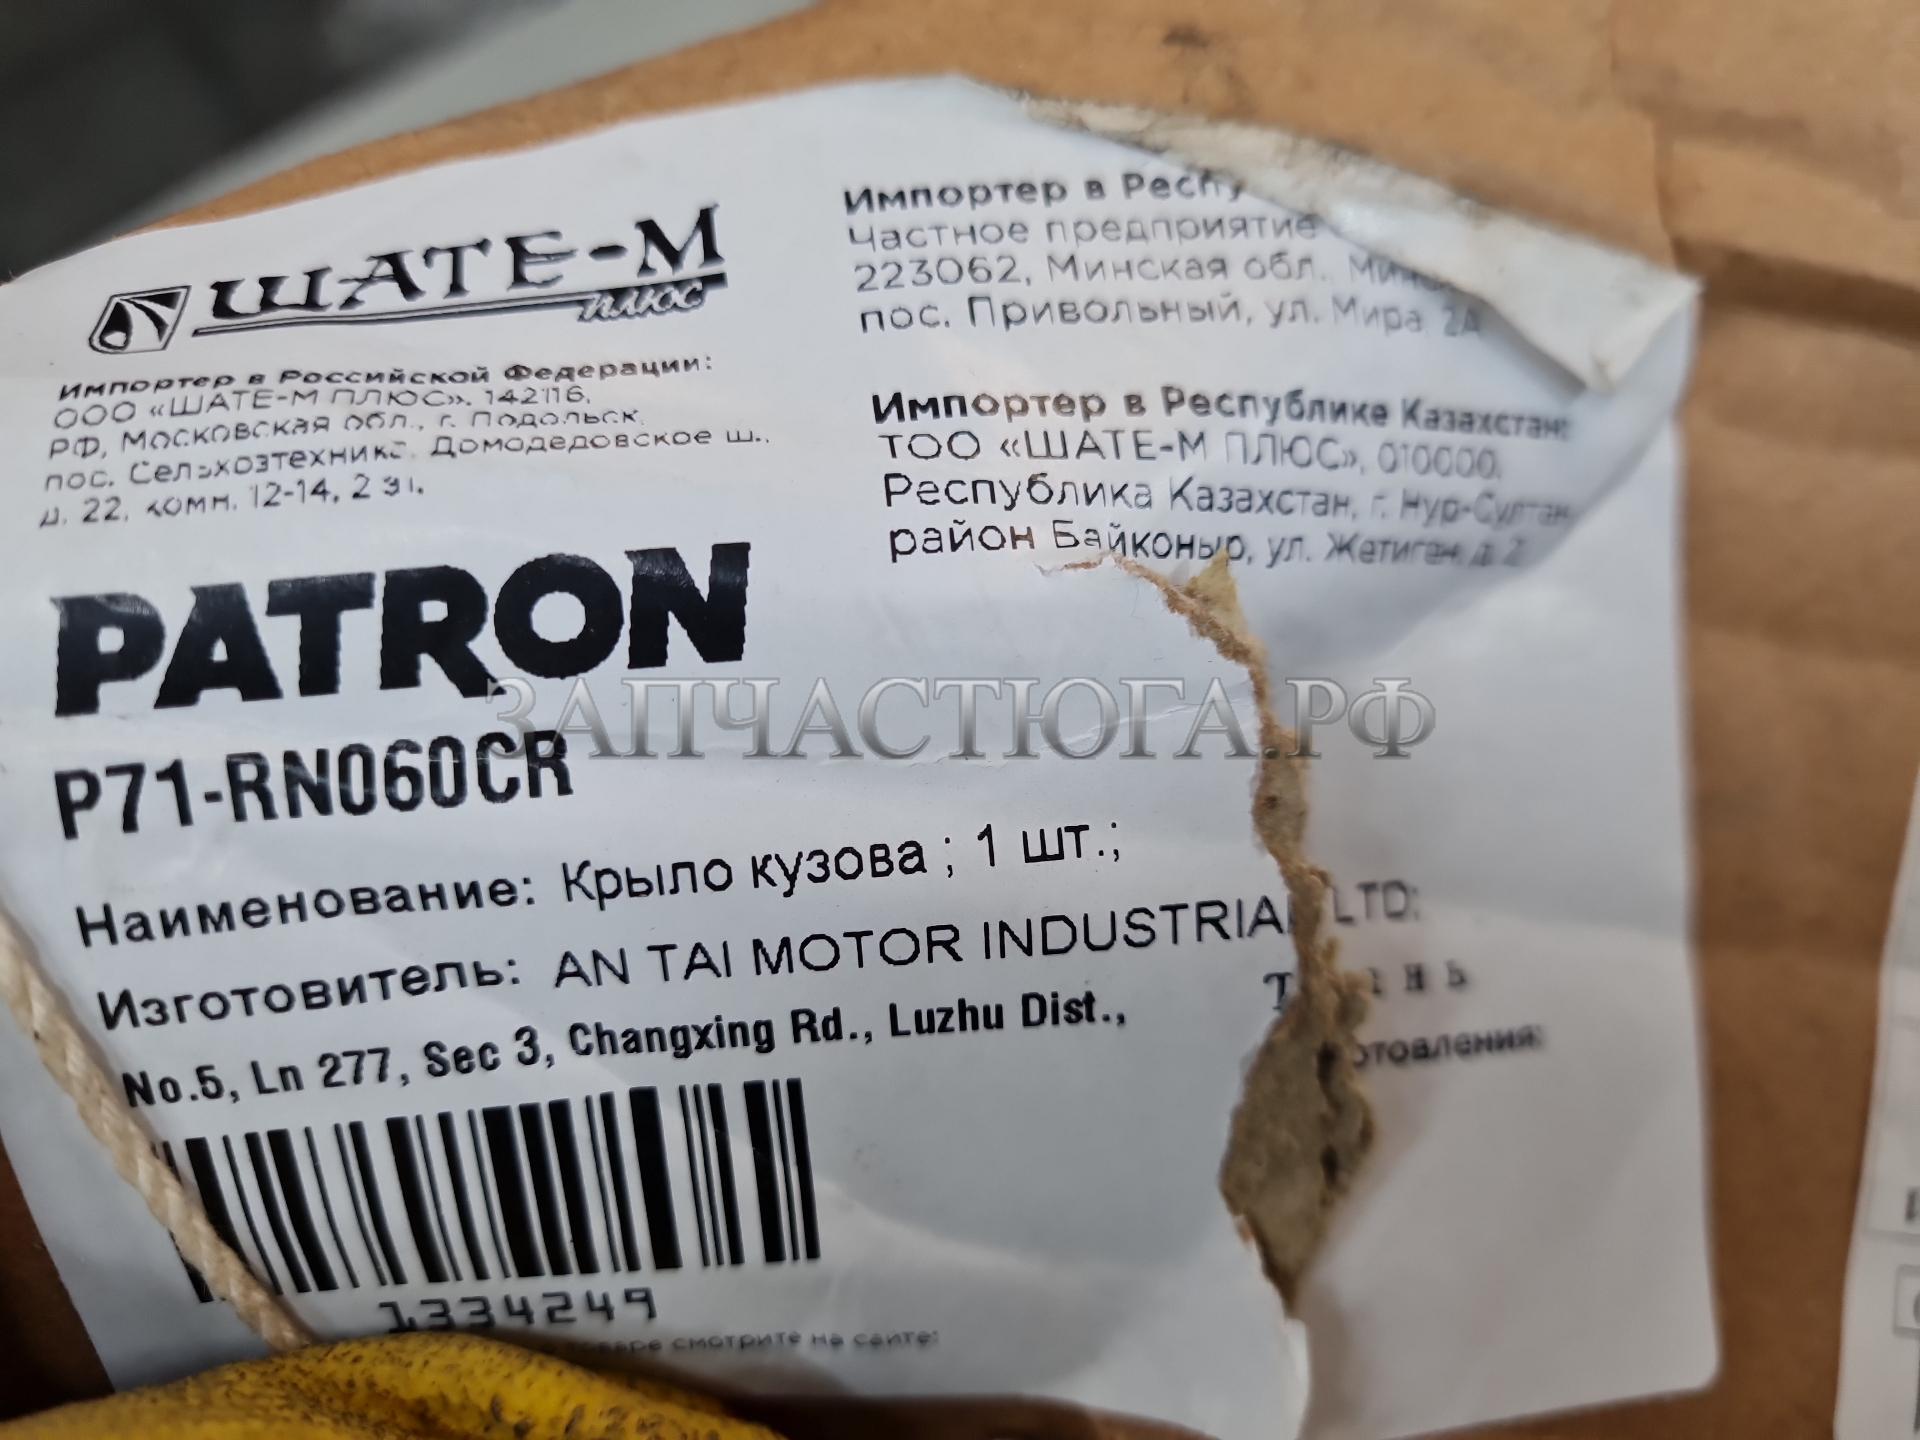 ШАТЕ-М
плюс
Импортер в Российской Федерации:
ООО «ШАТЕ-М ПЛЮС». 142116,
РФ, Московская обл., г. Подольск,
пос. Сельхозтехника, Домодедовское ш.,
д. 22, комн. 12-14, 2 эт.
Импортер в
Частное предприятие
223062, Минская обл.,
пос. Привольный, ул. Мира, 2А
Импортер в Республике Казахстан:
ТОО «ШАТЕ-М ПЛЮС», 010000,
Республика Казахстан, г. Нур-Султан,
район Байконыр, ул. Жетиген, д. 2
PATRON
ЗАПЧАСТЮГА.РФ
P71-RN060CR
Наименование: Крыло кузова ; 1 шт.;
Изготовитель: AN TAI MOTOR INDUSTRIAL LTD;
No.5, Ln 277, Sec 3, Changxing Rd., Luzhu Dist.,
1334249
смотрите на сайте: